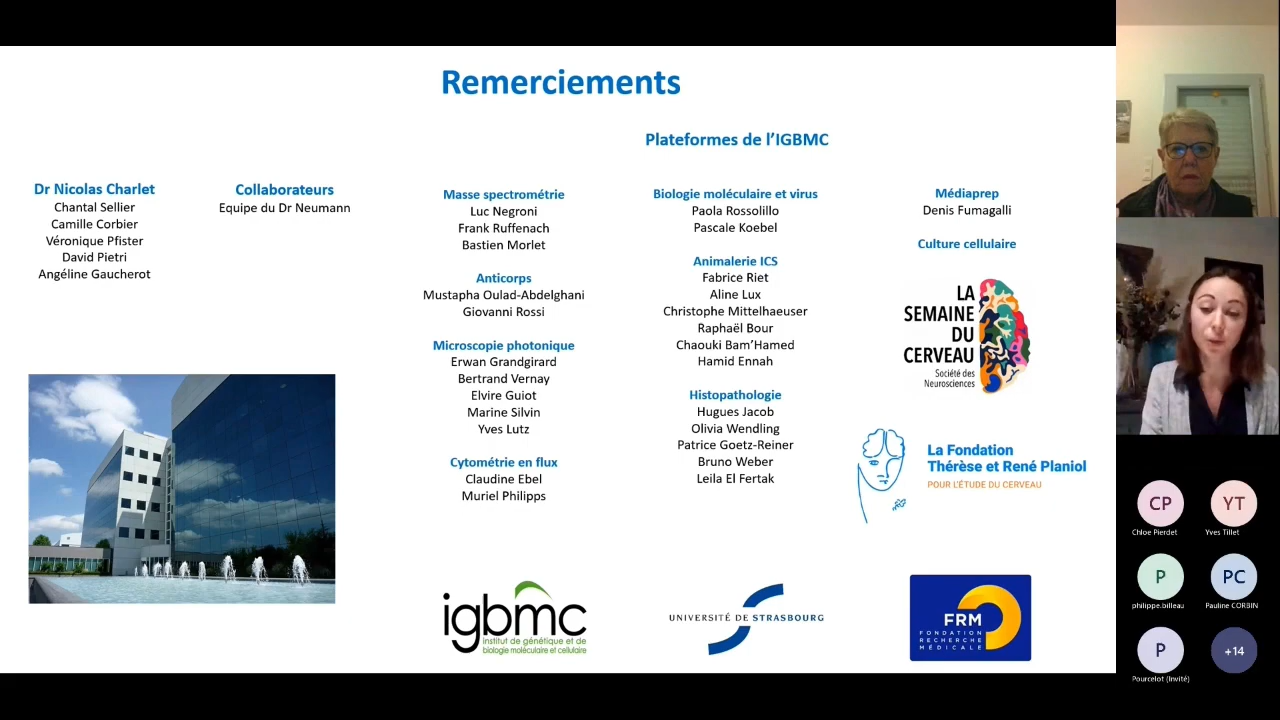 Remerciements
Plateformes de l'IGBMC
Dr Nicolas Charlet
Chantal Sellier
Camille Corbier
Véronique Pfister
David Pietri
Angéline Gaucherot
Collaborateurs
Equipe du Dr Neumann
Masse spectrométrie
Luc Negroni
Frank Ruffenach
Bastien Morlet
Anticorps
Mustapha Oulad-Abdelghani
Giovanni Rossi
Microscopie photonique
Erwan Grandgirard
Bertrand Vernay
Elvire Guiot
Marine Silvin
Yves Lutz
Cytométrie en flux
Claudine Ebel
Muriel Philipps
Biologie moléculaire et virus
Paola Rossolillo
Pascale Koebel
Animalerie ICS
Fabrice Riet
Aline Lux
Christophe Mittelhaeuser
Raphaël Bour
Chaouki Bam'Hamed
Hamid Ennah
Histopathologie
Hugues Jacob
Olivia Wendling
Patrice Goetz-Reiner
Bruno Weber
Leila El Fertak
Médiaprep
Denis Fumagalli
Culture cellulaire
LA
SEMAINE
DU
CERVEAU
Société des
Neurosciences
La Fondation
Thérèse et René Planiol
POUR L'ÉTUDE DU CERVEAU
igbmc
institut de génétique et de
biologie moléculaire et cellulaire
UNIVERSITÉ DE STRASBOURG
FRM
FONDATION
RECHERCHE
MÉDICALE
CP
Chloe Pierdet
YT
Yves Tillet
P
philippe.billeau
PC
Pauline CORBIN
P
Pourcelot (Invité)
+14